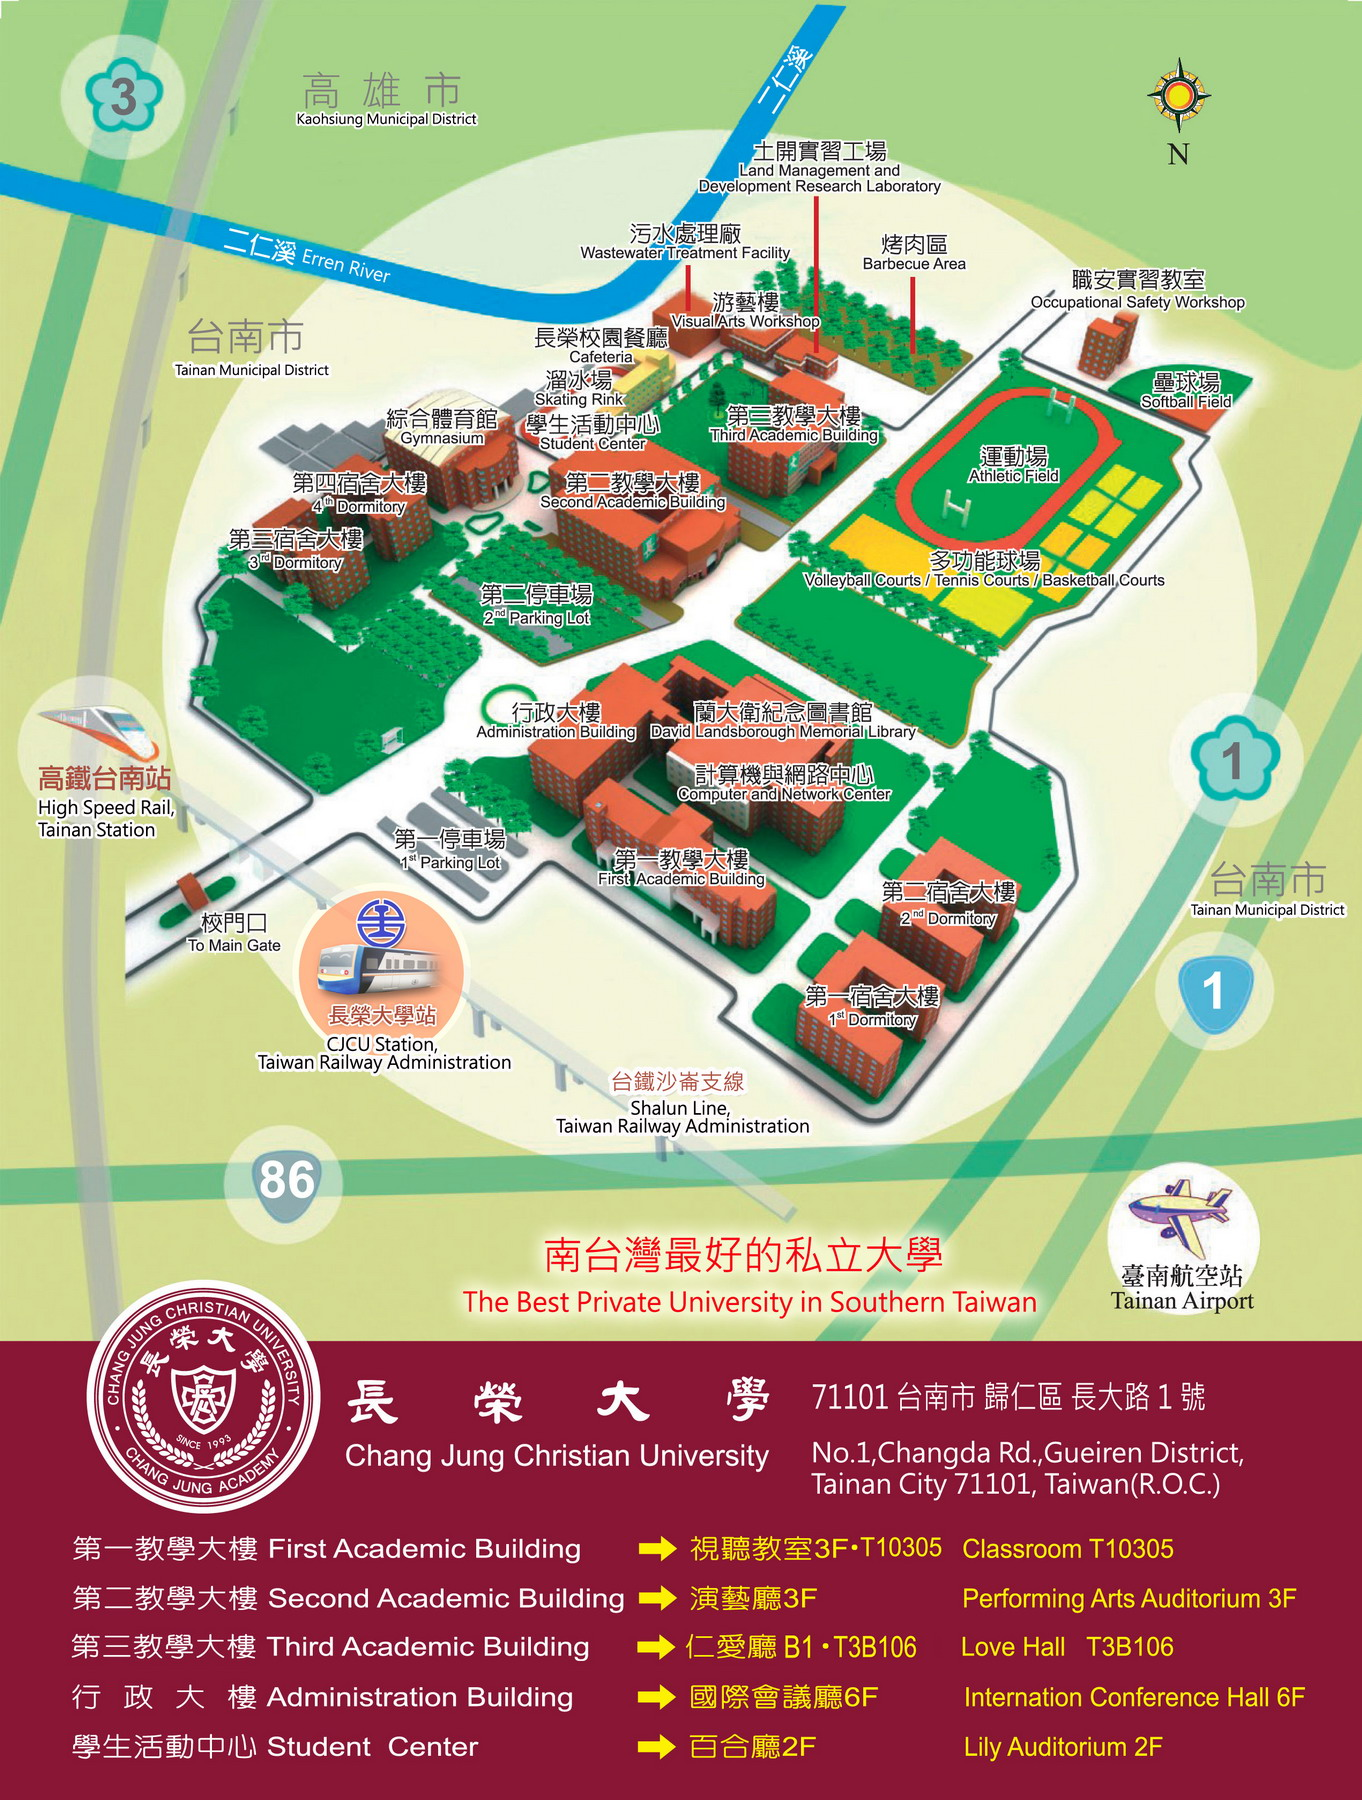 3
高雄市
Kaohsiung Municipal District
二仁溪
N
土開實習工場
Land Management and
Development Research Laboratory
污水處理廠
Wastewater Treatment Facility
烤肉區
Barbecue Area
二仁溪 Erren River
職安實習教室
Occupational Safety Workshop
游藝樓
Visual Arts Workshop
台南市
Tainan Municipal District
長榮校園餐廳
Cafeteria
溜冰場
Skating Rink
壘球場
Softball Field
綜合體育館
Gymnasium
學生活動中心
Student Center
第三教學大樓
Third Academic Building
運動場
Athletic Field
第四宿舍大樓
4th Dormitory
第二教學大樓
Second Academic Building
第三宿舍大樓
3rd Dormitory
多功能球場
Volleyball Courts / Tennis Courts / Basketball Courts
第二停車場
2nd Parking Lot
行政大樓
Administration Building
蘭大衛紀念圖書館
David Landsborough Memorial Library
1
高鐵台南站
High Speed Rail,
Tainan Station
計算機與網路中心
Computer and Network Center
第一停車場
1st Parking Lot
第一教學大樓
First Academic Building
台南市
Tainan Municipal District
第二宿舍大樓
2nd Dormitory
校門口
To Main Gate
1
第一宿舍大樓
1st Dormitory
長榮大學站
CJCU Station,
Taiwan Railway Administration
台鐵沙崙支線
Shalun Line,
Taiwan Railway Administration
86
南台灣最好的私立大學
The Best Private University in Southern Taiwan
臺南航空站
Tainan Airport
CHANG JUNG CHRISTIAN UNIVERSITY
長榮大學
SINCE 1993
CHANG JUNG ACADEMY
長榮大學
Chang Jung Christian University
71101 台南市 歸仁區 長大路 1 號
No.1,Changda Rd.,Gueiren District,
Tainan City 71101, Taiwan(R.O.C.)
第一教學大樓 First Academic Building 視聽教室3F·T10305 Classroom T10305
第二教學大樓 Second Academic Building 演藝廳3F Performing Arts Auditorium 3F
第三教學大樓 Third Academic Building 仁愛廳 B1·T3B106 Love Hall T3B106
行政大樓 Administration Building 國際會議廳6F Internation Conference Hall 6F
學生活動中心 Student Center 百合廳2F Lily Auditorium 2F